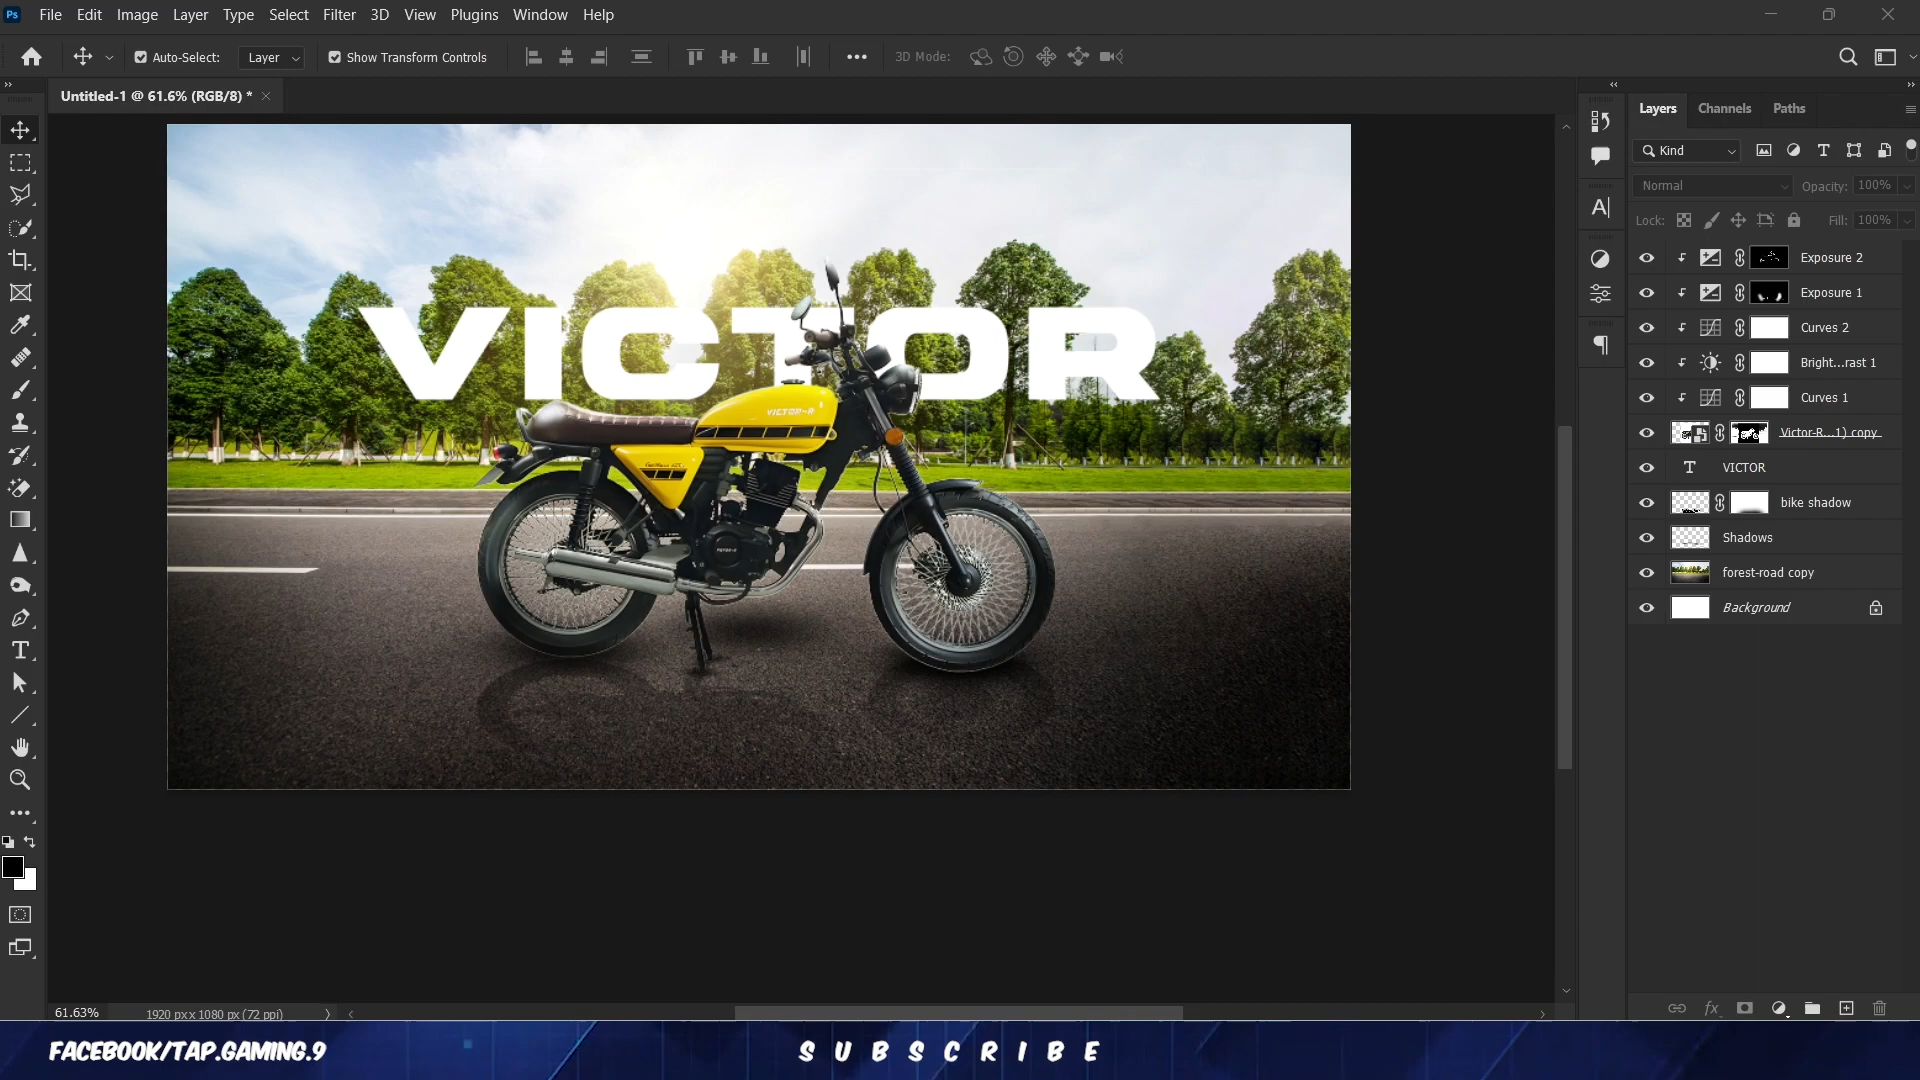 Ps File Edit Image Layer Type Select Filter 3D View Plugins Window Help
Auto-Select: Layer Show Transform Controls 3D Mode:
Untitled-1 @ 61.6% (RGB/8) *
Layers Channels Paths
Kind
Normal Opacity: 100%
Lock: Fill: 100%
Exposure 2
Exposure 1
Curves 2
Bright...rast 1
Curves 1
Victor-R...1) copy
VICTOR
bike shadow
Shadows
forest-road copy
Background
VICTOR
VICTOR-R
61.63% 1920 px x 1080 px (72 ppi)
FACEBOOK/TAP.GAMING.9
SUBSCRIBE